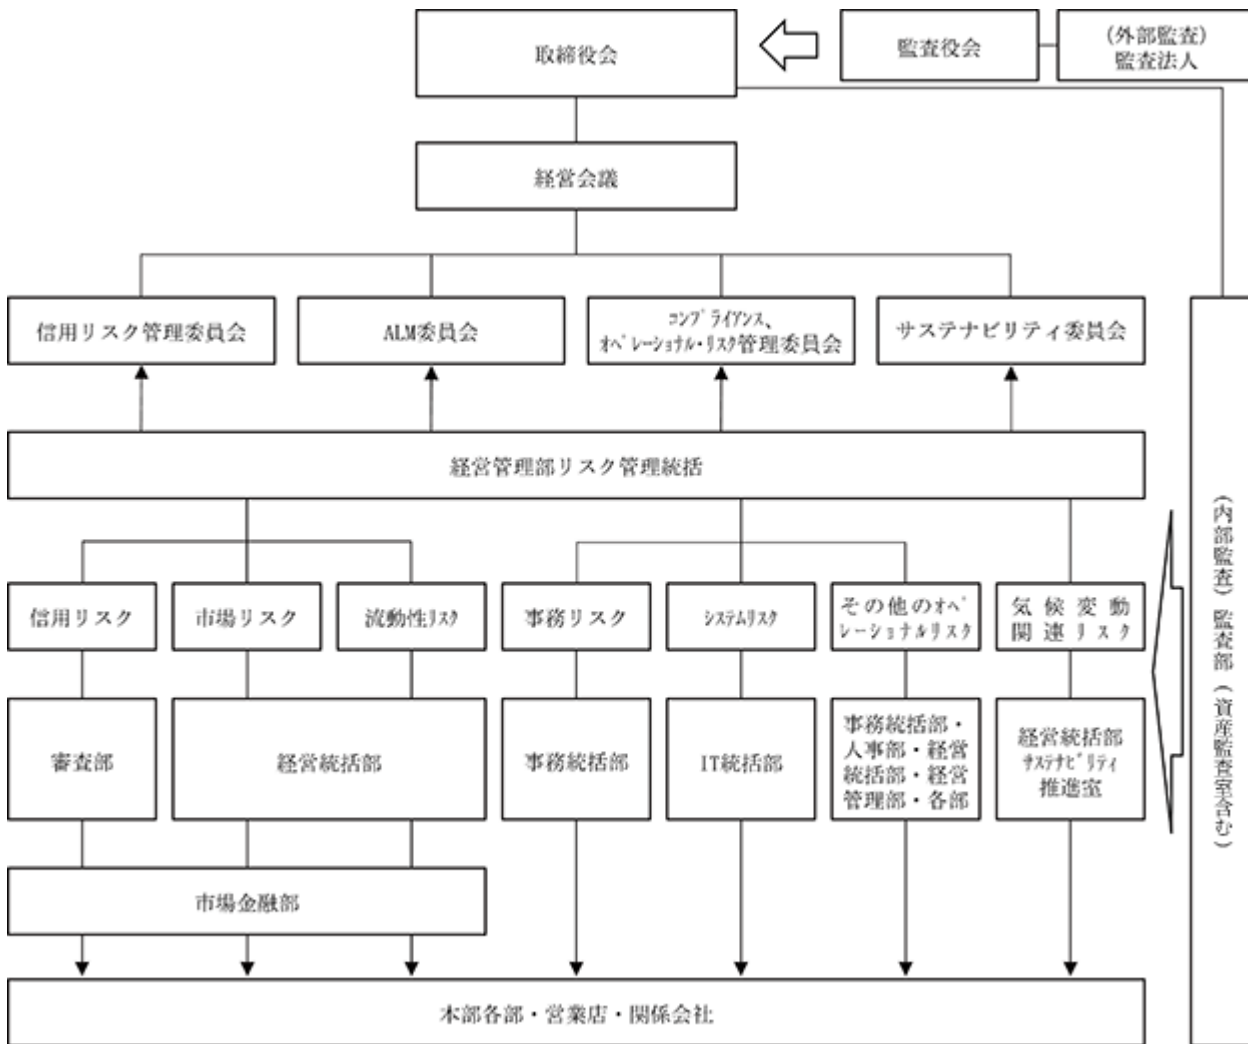 取締役会
監査役会
(外部監査)
監査法人
経営会議
信用リスク管理委員会
ALM委員会
ｺﾝﾌﾟﾗｲｱﾝｽ、
ｵﾍﾟﾚｰｼｮﾅﾙ・ﾘｽｸ管理委員会
サステナビリティ委員会
経営管理部リスク管理統括
信用リスク
市場リスク
流動性ﾘｽｸ
事務リスク
ｼｽﾃﾑﾘｽｸ
その他のｵﾍﾟ
ﾚｰｼｮﾅﾙリスク
気候変動
関連リスク
審査部
経営統括部
事務統括部
IT統括部
事務統括部・
人事部・経営
統括部・経営
管理部・各部
経営統括部
ｻｽﾃﾅﾋﾞﾘﾃｨ
推進室
市場金融部
本部各部・営業店・関係会社
(内部監査) 監査部 (資産監査室含む)